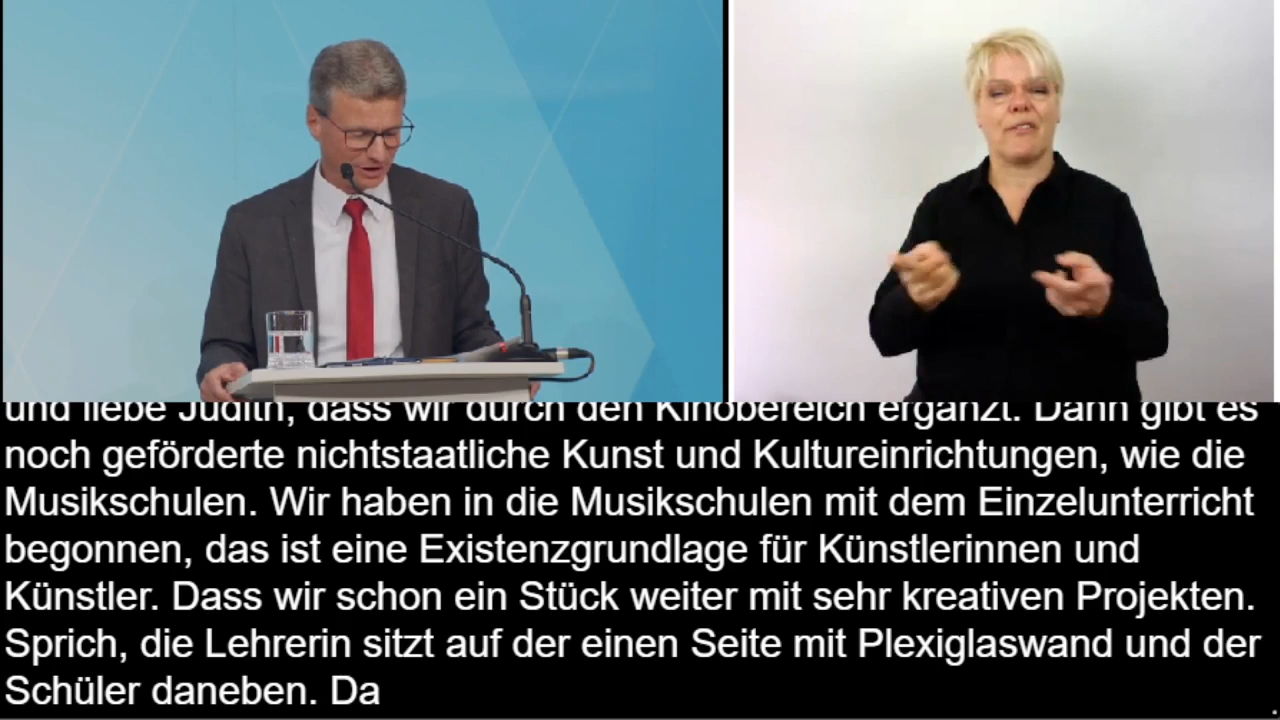 und liebe Judith, dass wir durch den Kinobereich ergänzt. Dann gibt es
noch geförderte nichtstaatliche Kunst und Kultureinrichtungen, wie die
Musikschulen. Wir haben in die Musikschulen mit dem Einzelunterricht
begonnen, das ist eine Existenzgrundlage für Künstlerinnen und
Künstler. Dass wir schon ein Stück weiter mit sehr kreativen Projekten.
Sprich, die Lehrerin sitzt auf der einen Seite mit Plexiglaswand und der
Schüler daneben. Da